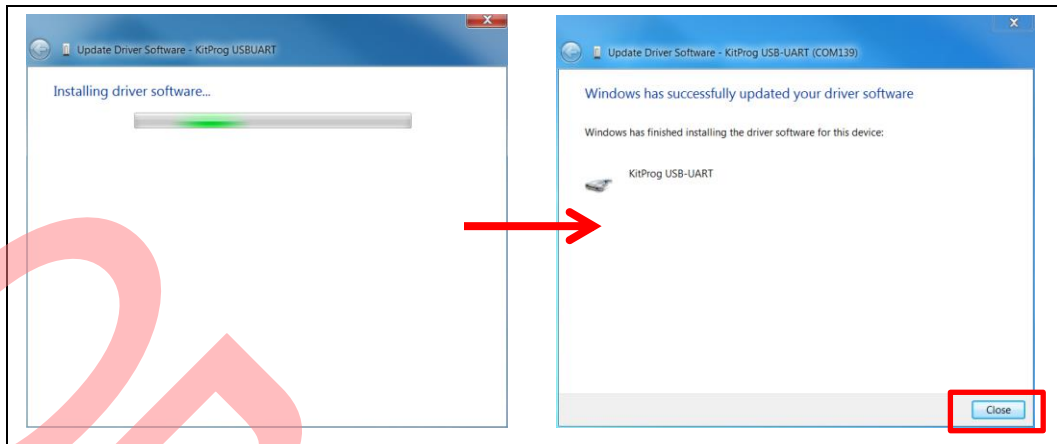 Update Driver Software - KitProg USBUART
Installing driver software...
Update Driver Software - KitProg USB-UART (COM139)
Windows has successfully updated your driver software
Windows has finished installing the driver software for this device:
KitProg USB-UART
Close